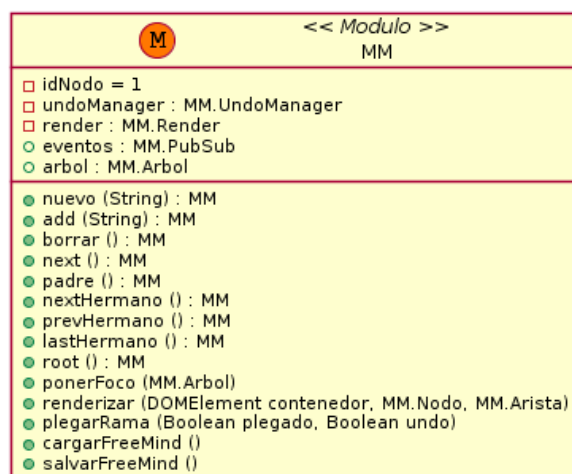 M
<< Modulo >>
MM
idNodo = 1
undoManager : MM.UndoManager
render : MM.Render
eventos : MM.PubSub
arbol : MM.Arbol
nuevo (String) : MM
add (String) : MM
borrar () : MM
next () : MM
padre () : MM
nextHermano () : MM
prevHermano () : MM
lastHermano () : MM
root () : MM
ponerFoco (MM.Arbol)
renderizar (DOMElement contenedor, MM.Nodo, MM.Arista)
plegarRama (Boolean plegado, Boolean undo)
cargarFreeMind ()
salvarFreeMind ()